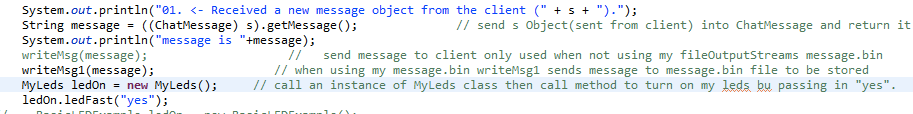 System.out.println("01. <- Received a new message object from the client (" + s + ").");
String message = ((ChatMessage) s).getMessage(); // send s Object(sent from client) into ChatMessage and return it
System.out.println("message is "+message);
writeMsg(message); // send message to client only used when not using my fileOutputStreams message.bin
writeMsg1(message); // when using my message.bin writeMsg1 sends message to message.bin file to be stored
MyLeds ledOn = new MyLeds(); // call an instance of MyLeds class then call method to turn on my leds bu passing in "yes".
ledOn.ledFast("yes");